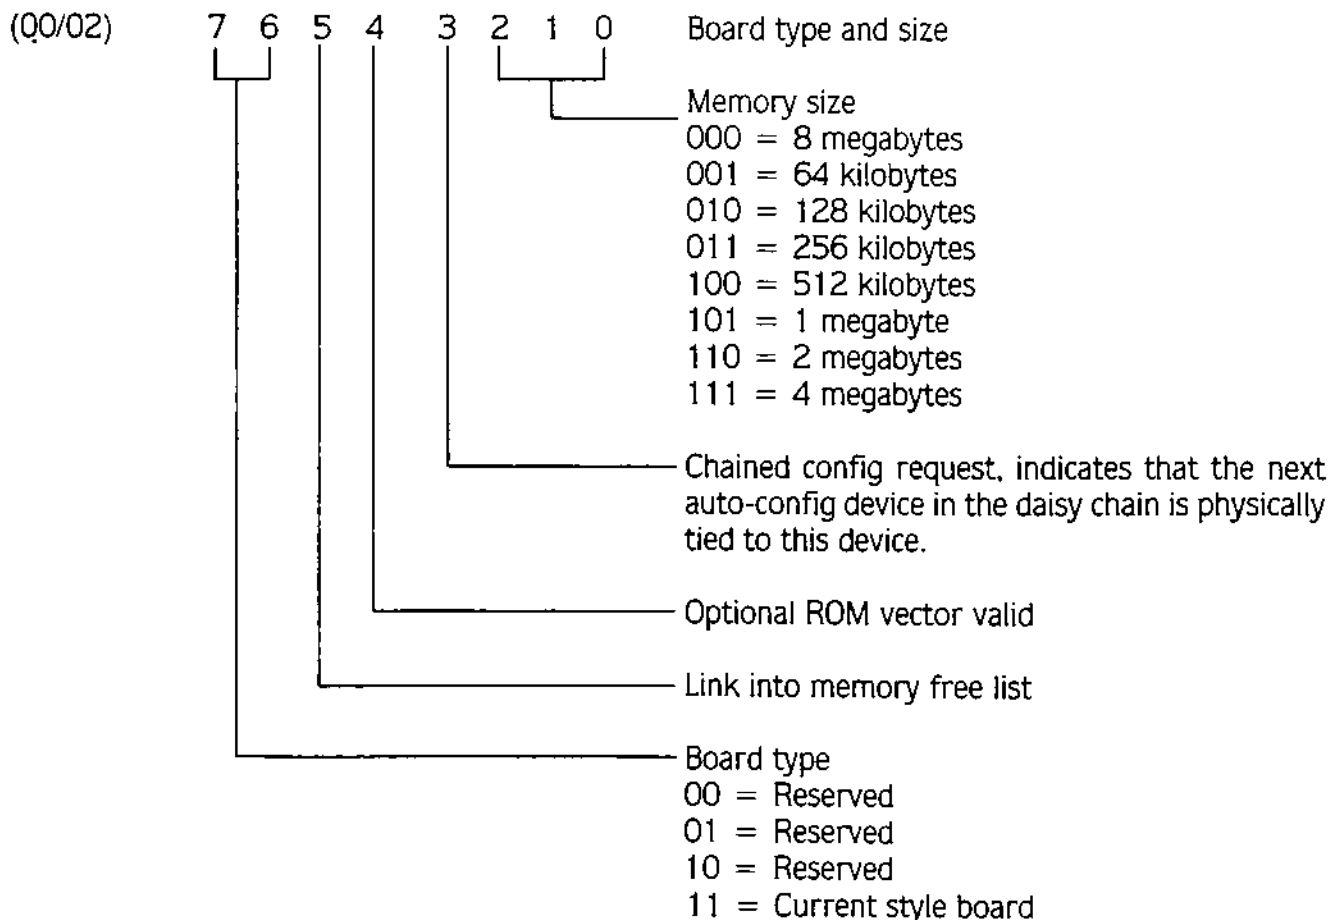 (00/02) 7 6 5 4 3 2 1 0 Board type and size
Memory size
000 = 8 megabytes
001 = 64 kilobytes
010 = 128 kilobytes
011 = 256 kilobytes
100 = 512 kilobytes
101 = 1 megabyte
110 = 2 megabytes
111 = 4 megabytes
Chained config request, indicates that the next
auto-config device in the daisy chain is physically
tied to this device.
Optional ROM vector valid
Link into memory free list
Board type
00 = Reserved
01 = Reserved
10 = Reserved
11 = Current style board